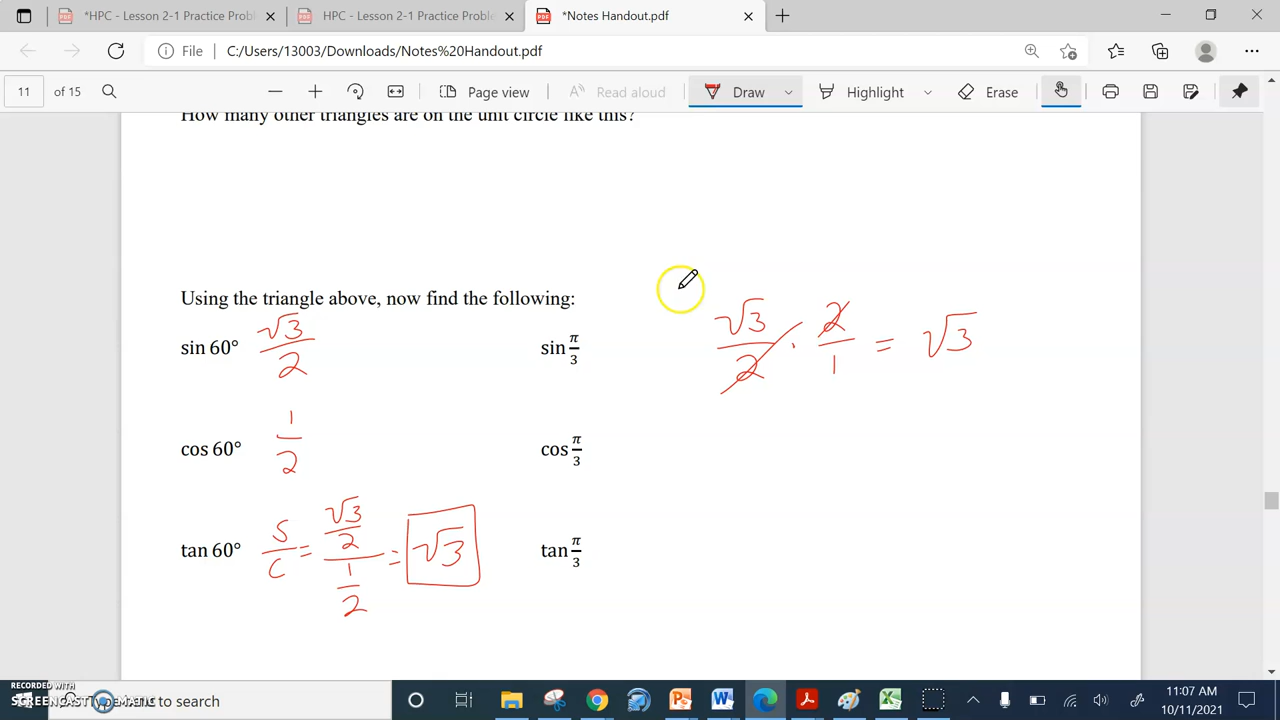 *HPC - Lesson 2-1 Practice Proble
HPC - Lesson 2-1 Practice Proble
*Notes Handout.pdf
File C:/Users/13003/Downloads/Notes%20Handout.pdf
11 of 15 Page view Read aloud Draw Highlight Erase
How many other triangles are on the unit circle like this?
Using the triangle above, now find the following:
sin 60° √3/2 sin π/3 √3/2 · 2/1 = √3
cos 60° 1/2 cos π/3
tan 60° S/C = (√3/2)/(1/2) = √3 tan π/3
RECORDED WITH
SCREENCAST-O-MATIC
to search
11:07 AM
10/11/2021